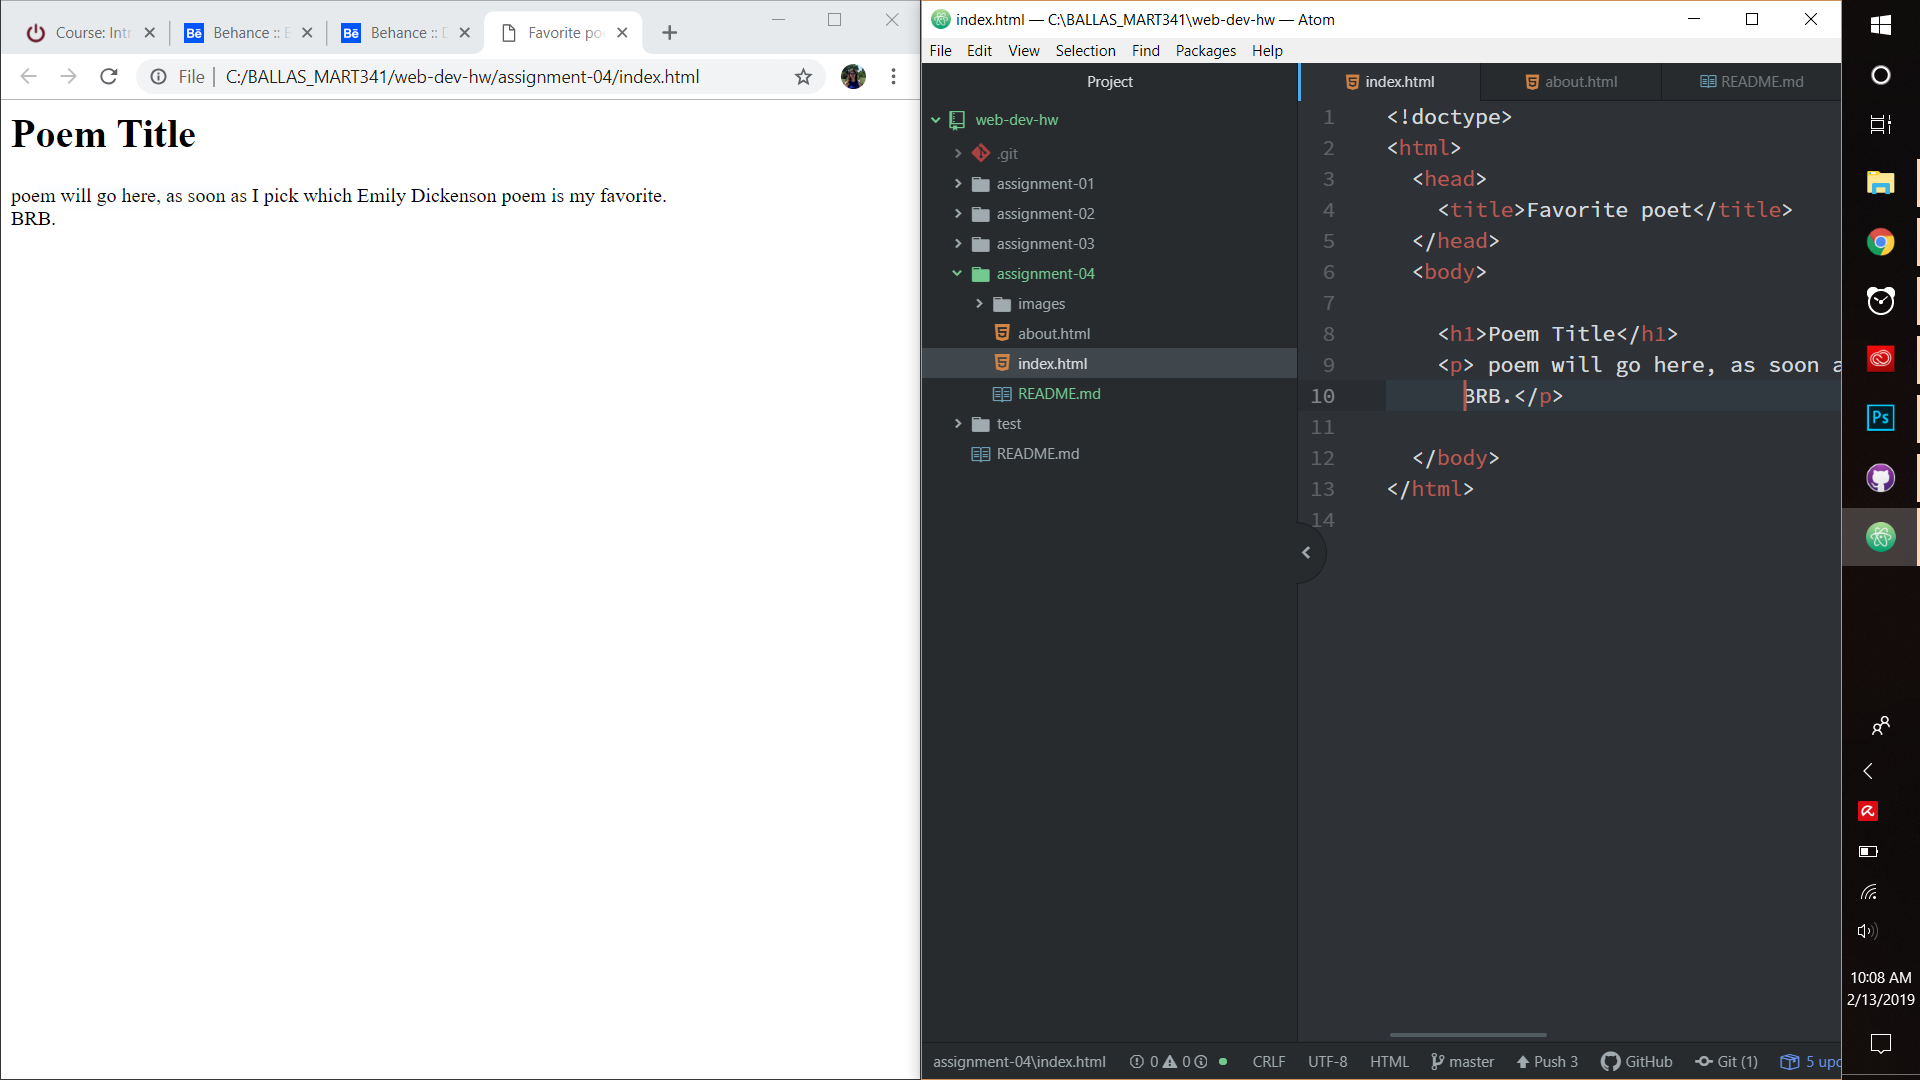 Course: Intr
Behance :: E
Behance ::
Favorite po
File
C:/BALLAS_MART341/web-dev-hw/assignment-04/index.html
Poem Title
poem will go here, as soon as I pick which Emily Dickenson poem is my favorite.
BRB.
index.html — C:\BALLAS_MART341\web-dev-hw — Atom
File Edit View Selection Find Packages Help
Project
web-dev-hw
.git
assignment-01
assignment-02
assignment-03
assignment-04
images
about.html
index.html
README.md
test
README.md
index.html
about.html
README.md
1 <!doctype>
2 <html>
3 <head>
4 <title>Favorite poet</title>
5 </head>
6 <body>
7
8 <h1>Poem Title</h1>
9 <p> poem will go here, as soon a
10 BRB.</p>
11
12 </body>
13 </html>
14
assignment-04\index.html 0 0 CRLF UTF-8 HTML master Push 3 GitHub Git (1) 5 upd
Bē
Bē
Ps
10:08 AM
2/13/2019